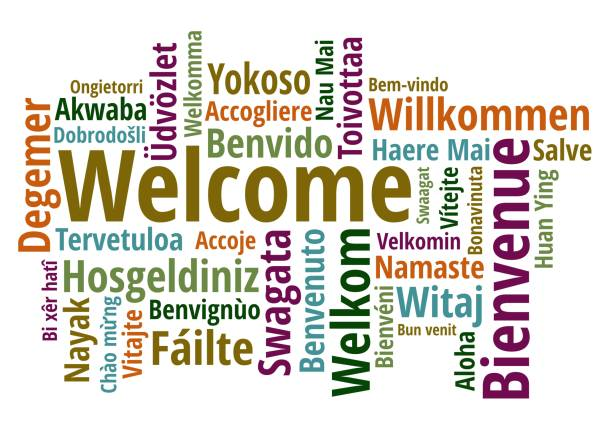 Ongietorri
Akwaba
Dobrodošli
Degemer
Üdvözlet
Welkomma
Yokoso
Accogliere
Benvido
Nau Mai
Toivottaa
Bem-vindo
Willkommen
Haere Mai
Salve
Welcome
Swaagat
Vítejte
Bonavinuta
Bienvenue
Huan Ying
Tervetuloa
Accoje
Velkomin
Namaste
Hosgeldiniz
Swagata
Benvenuto
Welkom
Bienvéni
Witaj
Bun venit
Aloha
Bi xêr hatî
Nayak
Chào mừng
Vitajte
Benvignùo
Fáilte